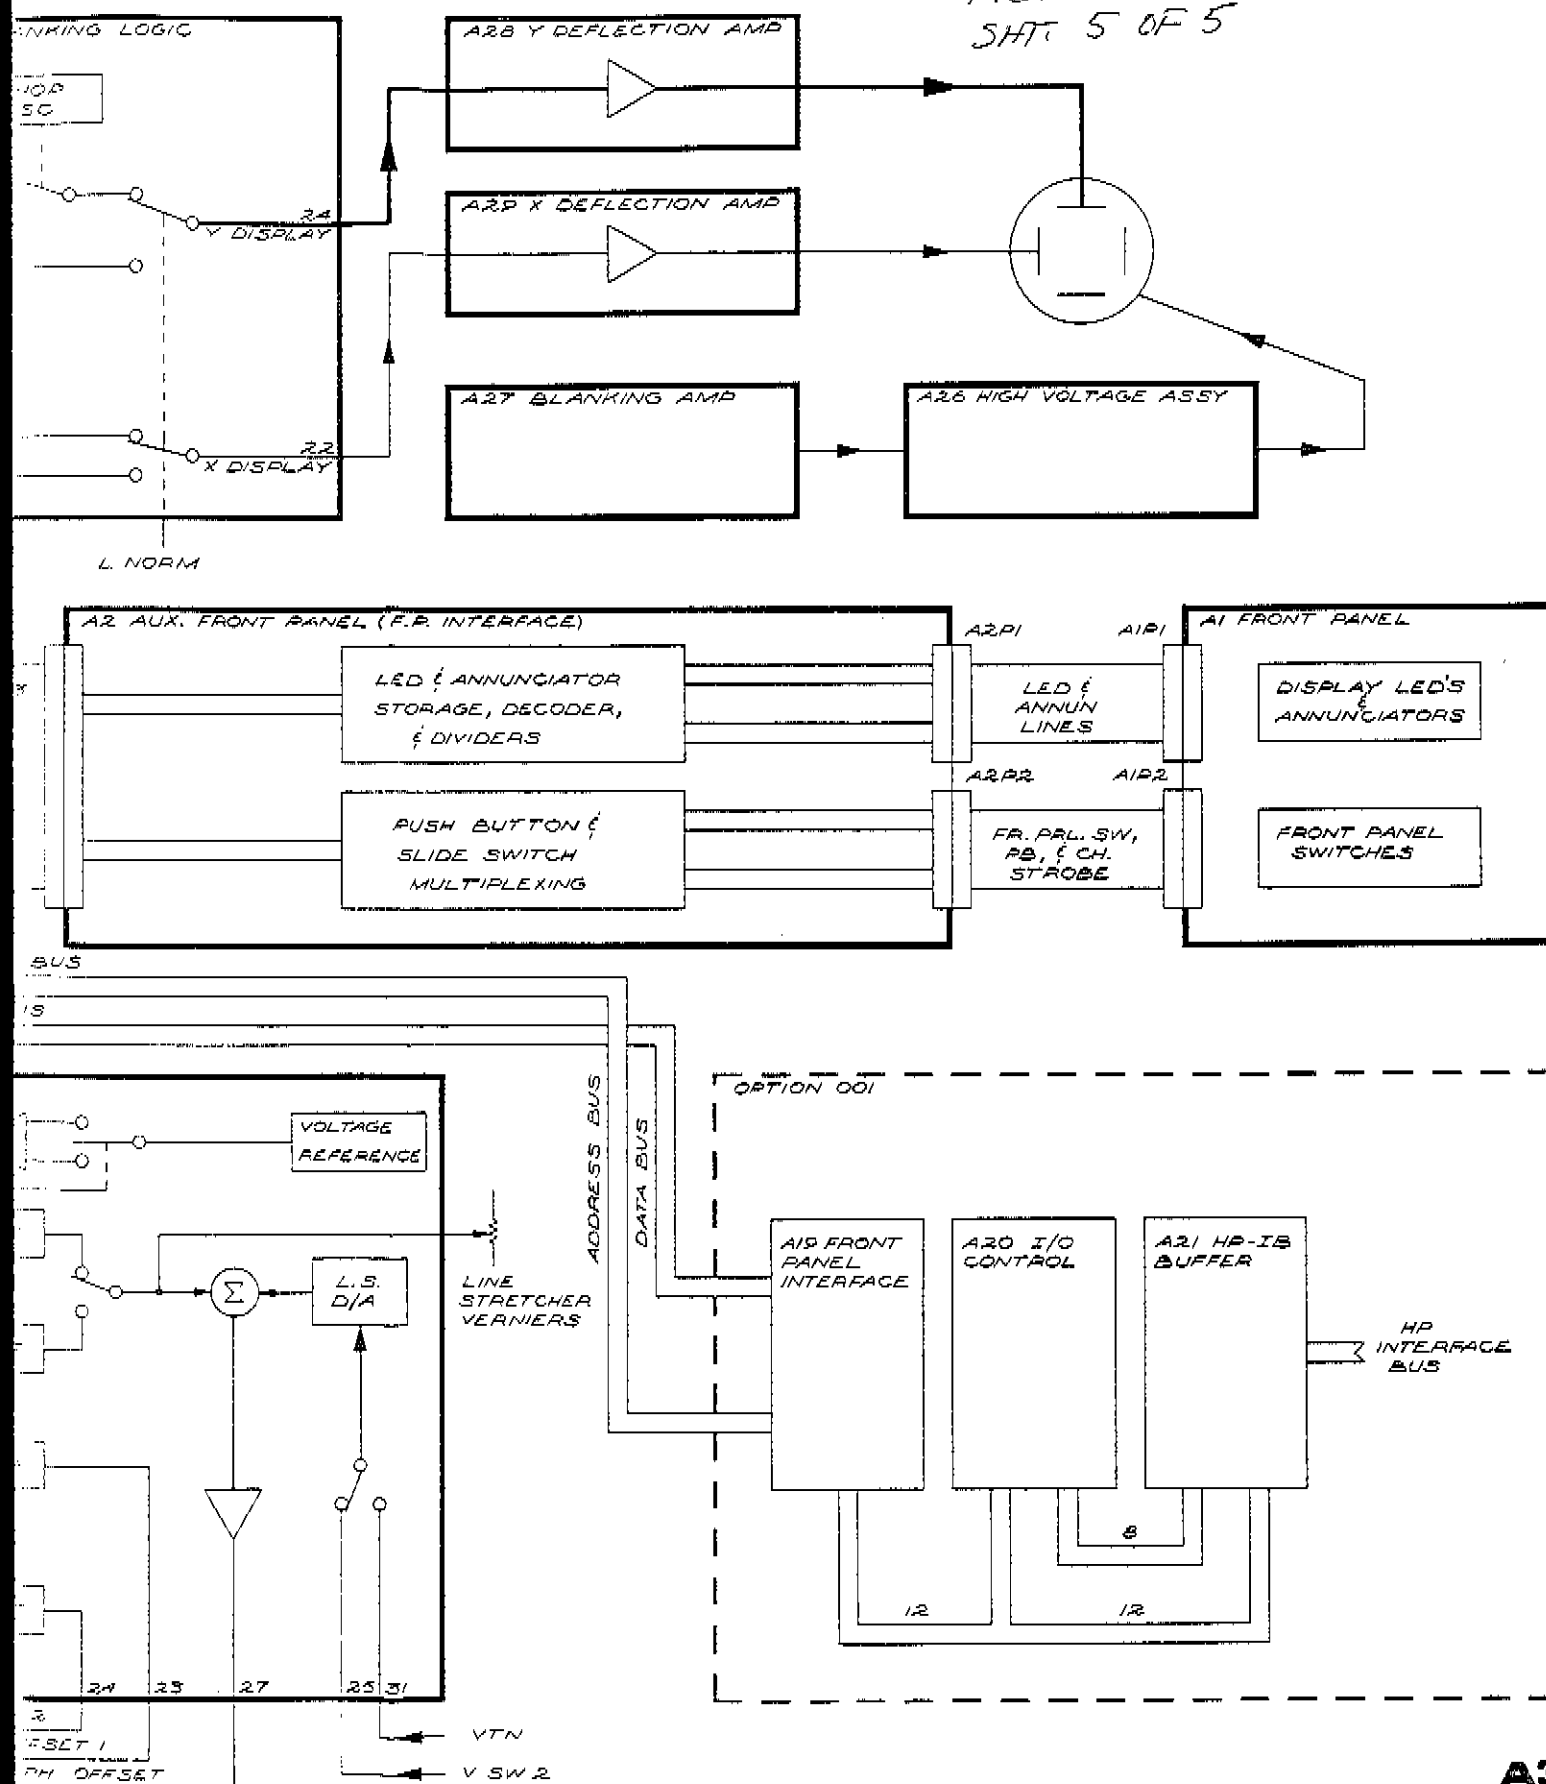 SHT. 5 OF 5
LOGIC
A28 Y DEFLECTION AMP
24
Y DISPLAY
A29 X DEFLECTION AMP
22
X DISPLAY
A27 BLANKING AMP
A26 HIGH VOLTAGE ASSY
L NORM
A2 AUX. FRONT PANEL (F.P. INTERFACE)
LED &
ANNUNCIATOR
STORAGE, DECODER,
& DIVIDERS
PUSH BUTTON &
SLIDE SWITCH
MULTIPLEXING
A2P1
A1P1
LED &
ANNUN
LINES
A2P2
A1P2
FR. PRL. SW,
PB, & CH.
STROBE
A1 FRONT PANEL
DISPLAY LED'S
&
ANNUNCIATORS
FRONT PANEL
SWITCHES
BUS
ADDRESS BUS
DATA BUS
VOLTAGE
REFERENCE
Σ
L.S.
D/A
LINE
STRETCHER
VERNIERS
24
23
27
25
31
2
OFFSET
VTN
V SW 2
OPTION 001
A19 FRONT
PANEL
INTERFACE
A20 I/O
CONTROL
A21 HP-IB
BUFFER
HP
INTERFACE
BUS
8
12
12